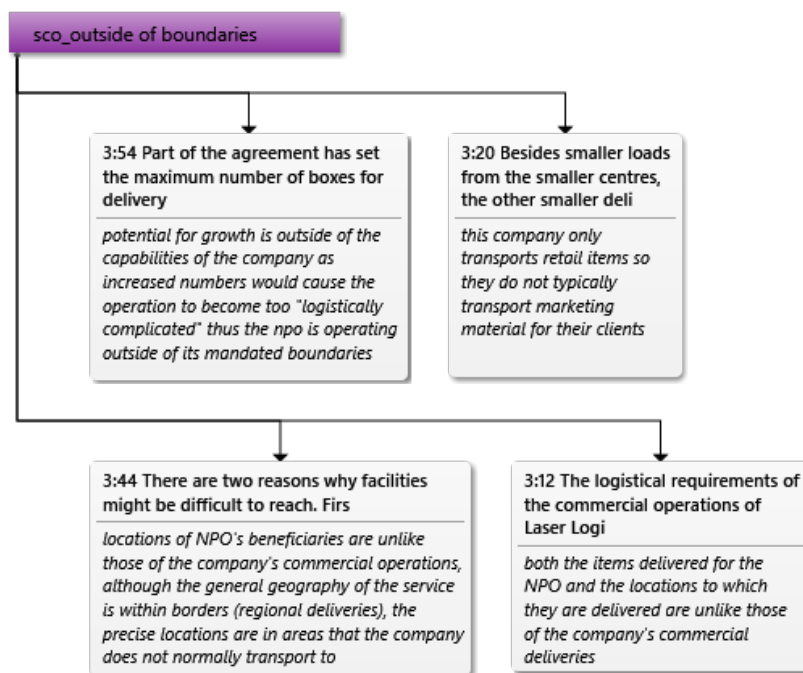 sco_outside of boundaries
3:54 Part of the agreement has set
the maximum number of boxes for
delivery
potential for growth is outside of the
capabilities of the company as
increased numbers would cause the
operation to become too "logistically
complicated" thus the npo is operating
outside of its mandated boundaries
3:20 Besides smaller loads
from the smaller centres,
the other smaller deli
this company only
transports retail items so
they do not typically
transport marketing
material for their clients
3:44 There are two reasons why facilities
might be difficult to reach. Firs
locations of NPO's beneficiaries are unlike
those of the company's commercial operations,
although the general geography of the service
is within borders (regional deliveries), the
precise locations are in areas that the company
does not normally transport to
3:12 The logistical requirements of
the commercial operations of
Laser Logi
both the items delivered for the
NPO and the locations to which
they are delivered are unlike those
of the company's commercial
deliveries